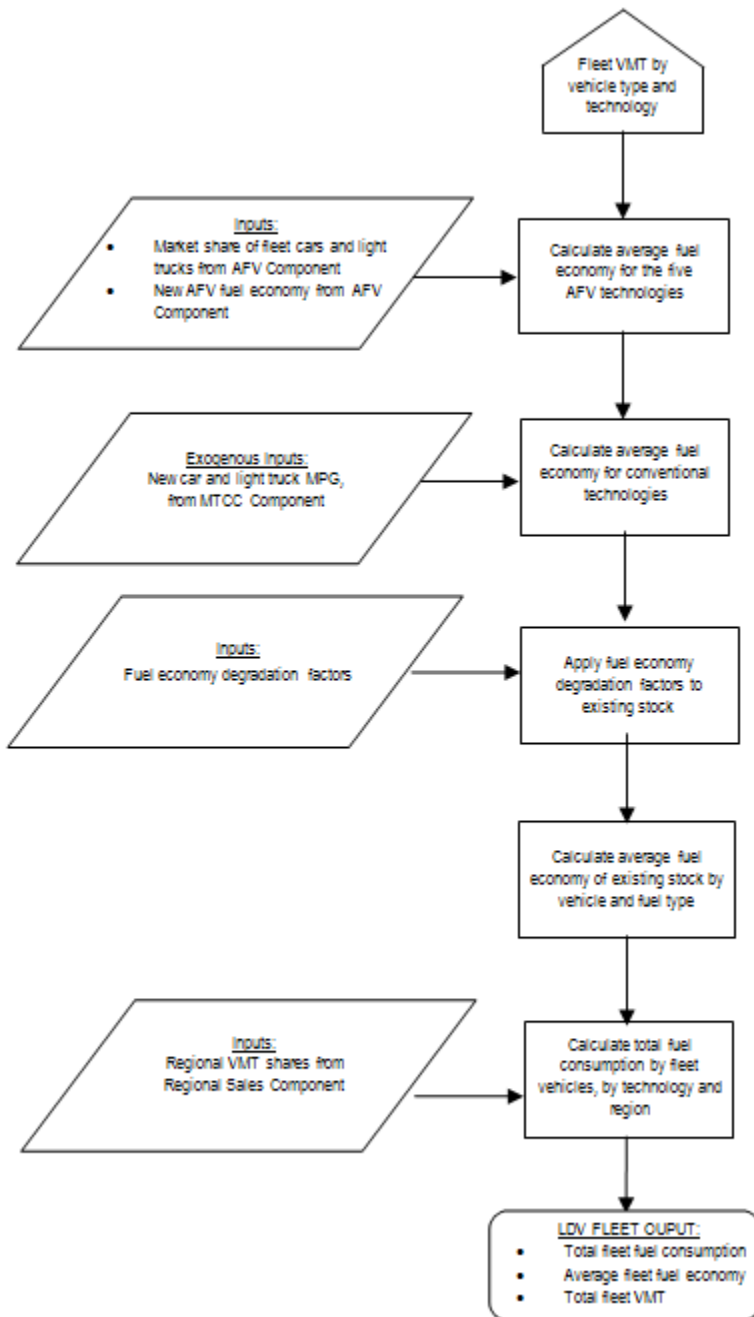 Fleet VMT by
vehicle type and
technology
Inputs:
• Market share of fleet cars and light
trucks from AFV Component
• New AFV fuel economy from AFV
Component
Calculate average fuel
economy for the five
AFV technologies
Exogenous Inputs:
New car and light truck MPG,
from MTCC Component
Calculate average fuel
economy for conventional
technologies
Inputs:
Fuel economy degradation factors
Apply fuel economy
degradation factors to
existing stock
Calculate average fuel
economy of existing stock by
vehicle and fuel type
Inputs:
Regional VMT shares from
Regional Sales Component
Calculate total fuel
consumption by fleet
vehicles, by technology and
region
LDV FLEET OUPUT:
• Total fleet fuel consumption
• Average fleet fuel economy
• Total fleet VMT